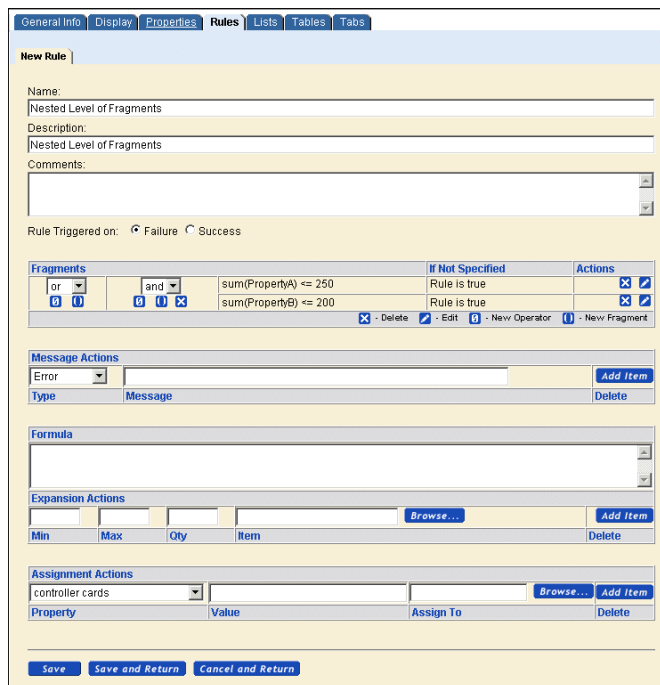 General Info Display Properties Rules Lists Tables Tabs
New Rule
Name:
Nested Level of Fragments
Description:
Nested Level of Fragments
Comments:
Rule Triggered on: Failure Success
Fragments If Not Specified Actions
or and sum(PropertyA) <= 250 Rule is true
sum(PropertyB) <= 200 Rule is true
- Delete - Edit - New Operator - New Fragment
Message Actions
Error Add Item
Type Message Delete
Formula
Expansion Actions
Browse... Add Item
Min Max Qty Item Delete
Assignment Actions
controller cards Browse... Add Item
Property Value Assign To Delete
Save Save and Return Cancel and Return